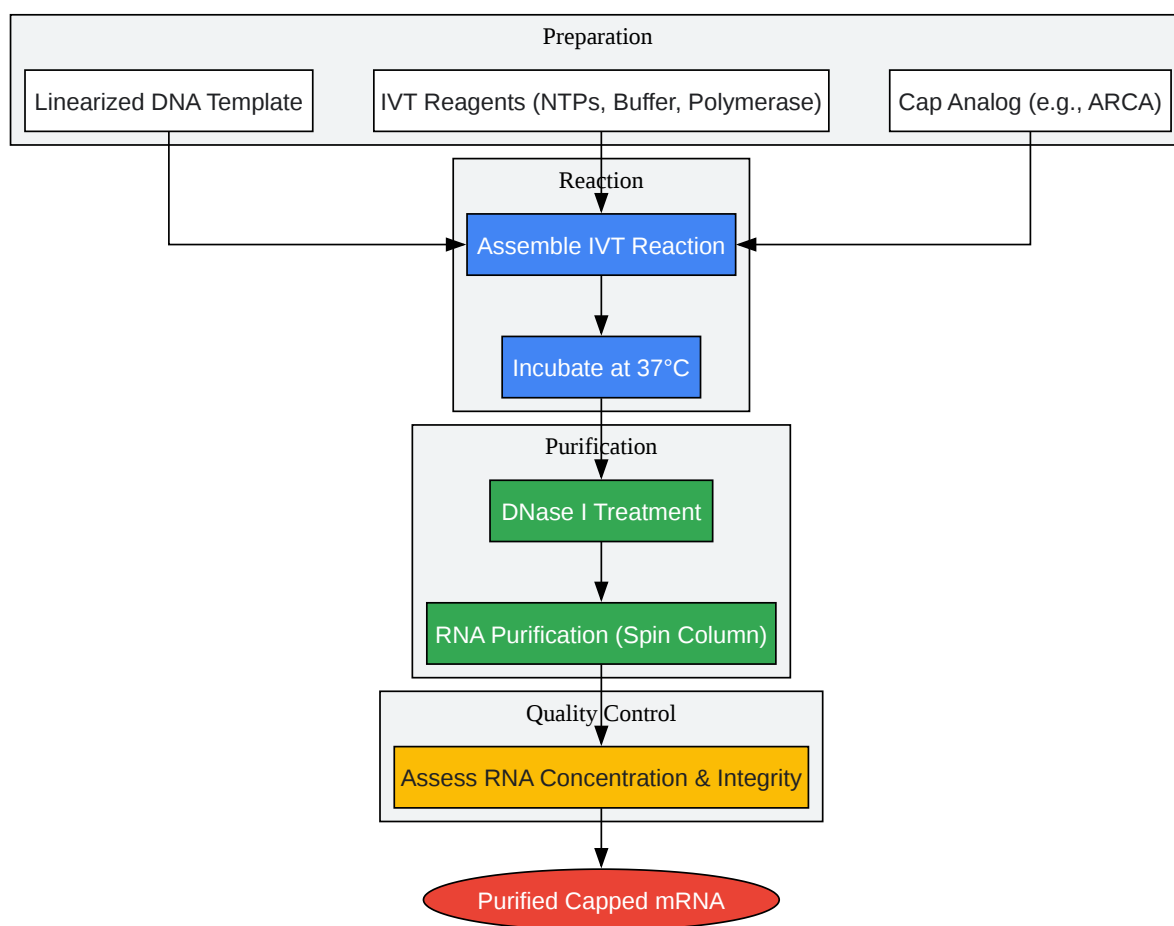 Preparation
Linearized DNA Template
IVT Reagents (NTPs, Buffer, Polymerase)
Cap Analog (e.g., ARCA)
Reaction
Assemble IVT Reaction
Incubate at 37°C
Purification
DNase I Treatment
RNA Purification (Spin Column)
Quality Control
Assess RNA Concentration & Integrity
Purified Capped mRNA